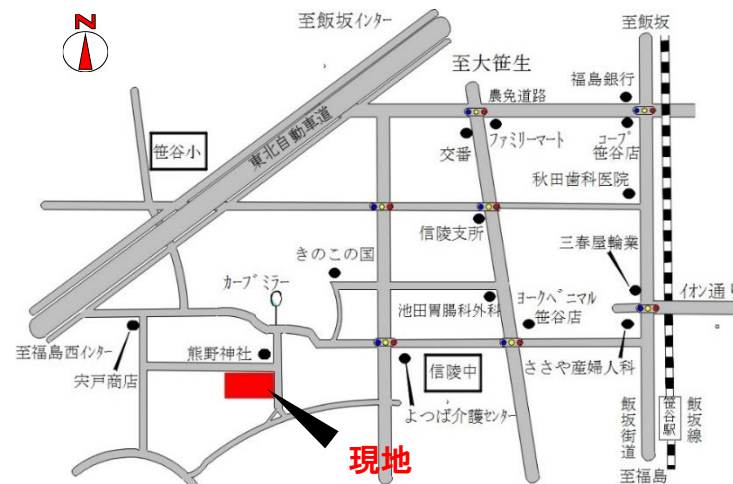 N
至飯坂インター
至飯坂
至大笹生
福島銀行
農免道路
東北自動車道
笹谷小
交番
ファミリーマート
コープ
笹谷店
秋田歯科医院
信陵支所
きのこの国
三春屋輪業
カーブミラー
イオン通り
池田胃腸科外科
ヨークベニマル
笹谷店
至福島西インター
宍戸商店
熊野神社
信陵中
ささや産婦人科
よつば介護センター
飯坂街道
笹谷駅
飯坂線
現地
至福島